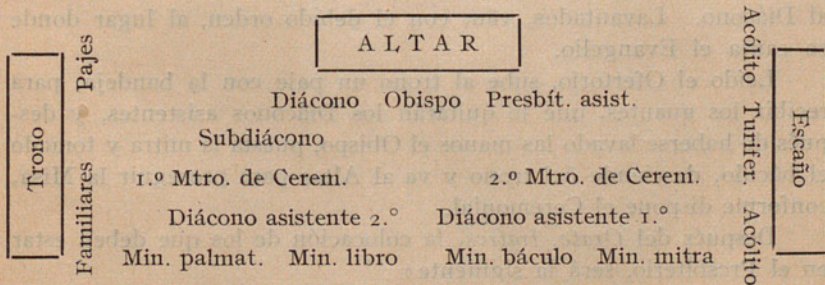 ALTAR
Diácono Obispo Presbít. asist.
Subdiácono
1.º Mtro. de Cerem. 2.º Mtro. de Cerem.
Diácono asistente 2.° Diácono asistente 1.°
Min. palmat. Min. libro Min. báculo Min. mitra
Trono
Familiares Pajes
Acólito Turifer. Acólito
Escaño